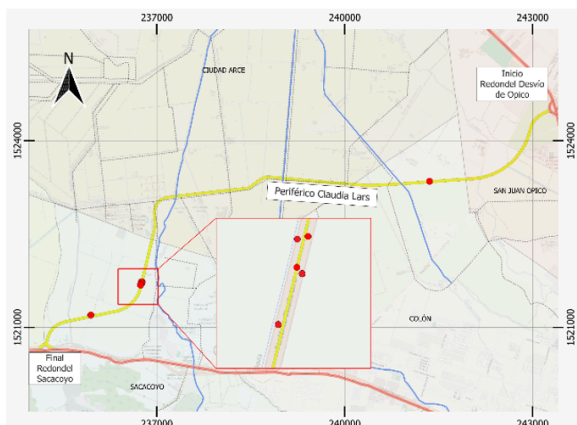 237000
240000
243000
N
CIUDAD ARCE
Inicio
Redondel Desvío
de Opico
1524000
1524000
SAN JUAN OPICO
Periférico Claudia Lars
1521000
1521000
COLÓN
Final
Redondel
Sacacoyo
SACACOYO
237000
240000
243000